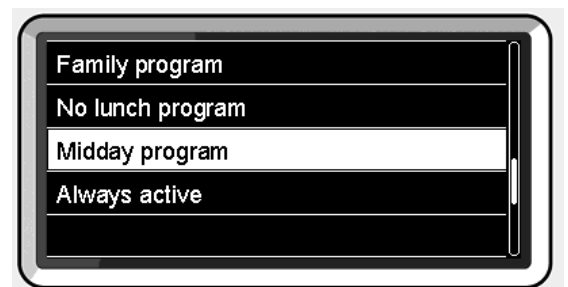 Family program
No lunch program
Midday program
Always active